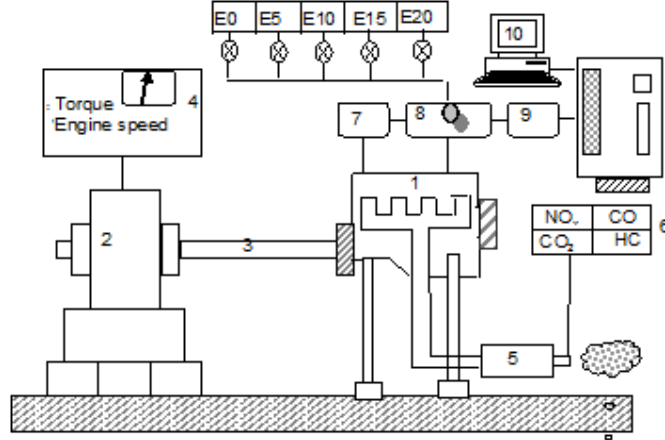 E0 E5 E10 E15 E20
10
: Torque 4
'Engine speed
7 8 9
1
2 3
NOₓ CO 6
CO₂ HC
5